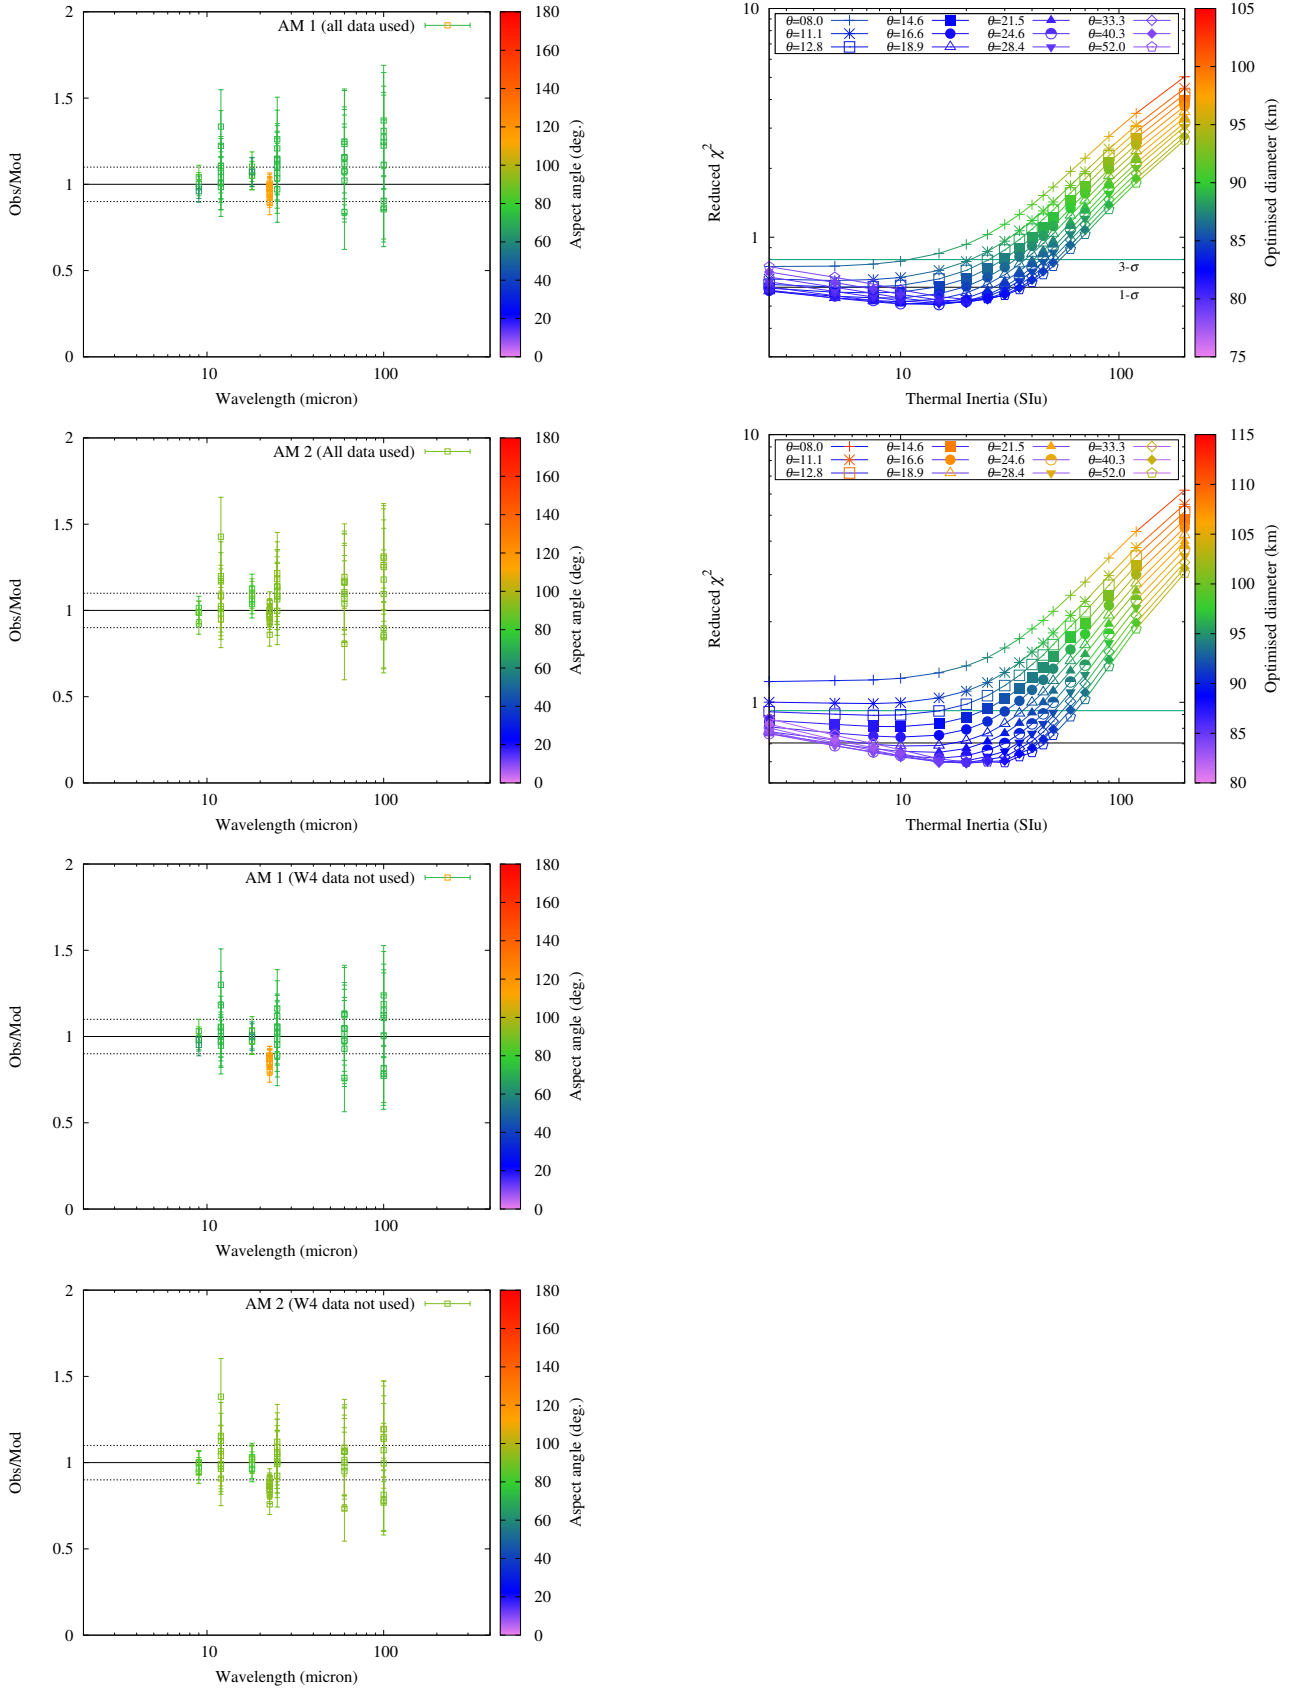 AM 1 (all data used)
Obs/Mod
2
1.5
1
0.5
0
10 100
Wavelength (micron)
180
160
140
120
100
80
60
40
20
0
Aspect angle (deg.)
Reduced χ²
10
1
θ=08.0 θ=14.6 θ=21.5 θ=33.3
θ=11.1 θ=16.6 θ=24.6 θ=40.3
θ=12.8 θ=18.9 θ=28.4 θ=52.0
3-σ
1-σ
10 100
Thermal Inertia (SIu)
105
100
95
90
85
80
75
Optimised diameter (km)
AM 2 (All data used)
Obs/Mod
2
1.5
1
0.5
0
10 100
Wavelength (micron)
180
160
140
120
100
80
60
40
20
0
Aspect angle (deg.)
Reduced χ²
10
1
θ=08.0 θ=14.6 θ=21.5 θ=33.3
θ=11.1 θ=16.6 θ=24.6 θ=40.3
θ=12.8 θ=18.9 θ=28.4 θ=52.0
10 100
Thermal Inertia (SIu)
115
110
105
100
95
90
85
80
Optimised diameter (km)
AM 1 (W4 data not used)
Obs/Mod
2
1.5
1
0.5
0
10 100
Wavelength (micron)
180
160
140
120
100
80
60
40
20
0
Aspect angle (deg.)
AM 2 (W4 data not used)
Obs/Mod
2
1.5
1
0.5
0
10 100
Wavelength (micron)
180
160
140
120
100
80
60
40
20
0
Aspect angle (deg.)